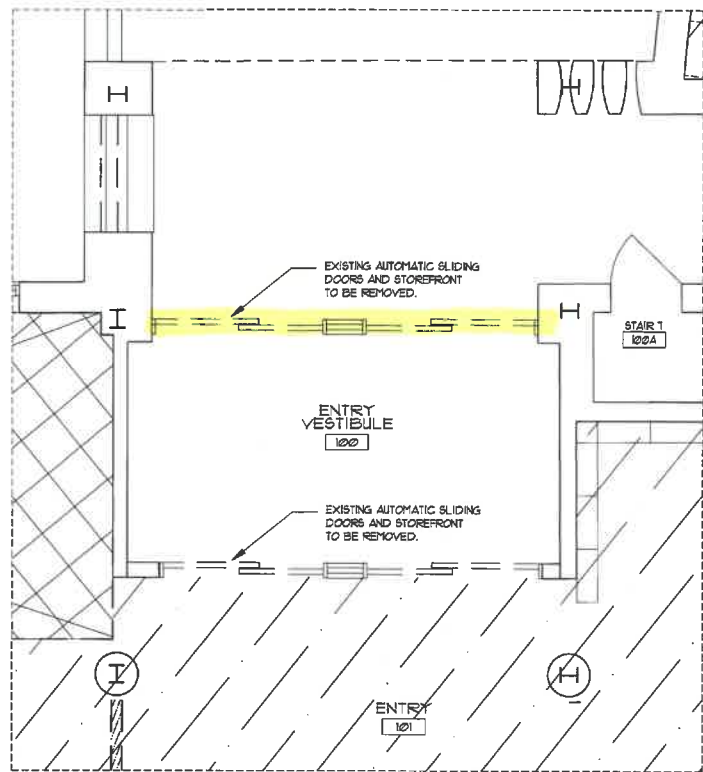 EXISTING AUTOMATIC SLIDING
DOORS AND STOREFRONT
TO BE REMOVED.
STAIR 7
100A
ENTRY
VESTIBULE
100
EXISTING AUTOMATIC SLIDING
DOORS AND STOREFRONT
TO BE REMOVED.
ENTRY
101